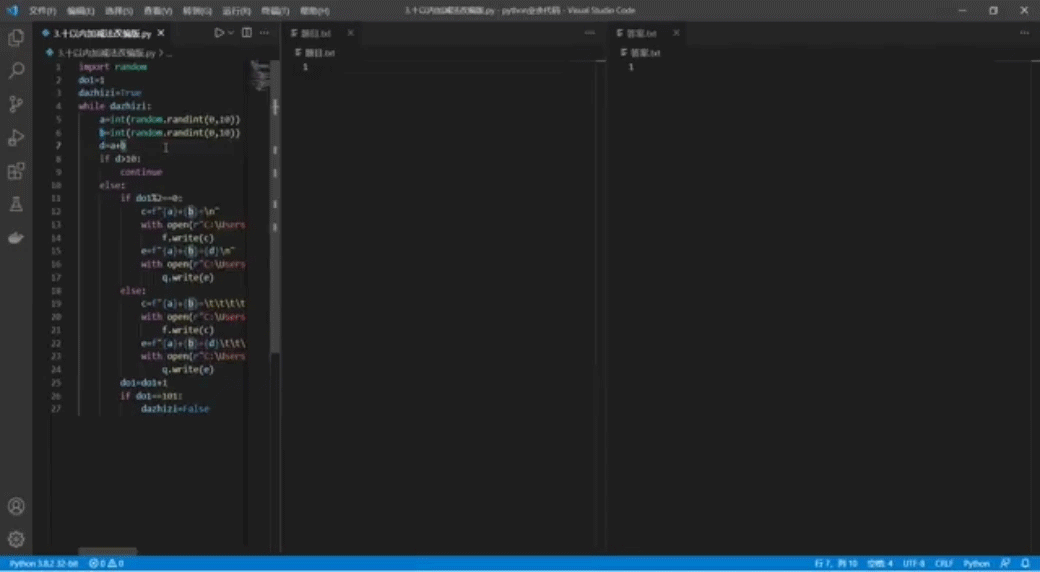 文件(F) 编辑(E) 选择(S) 查看(V) 转到(G) 运行(R) 终端(T) 帮助(H)
3.十以内加减法改编版.py - python业余代码 - Visual Studio Code
3.十以内加减法改编版.py
题目.txt
答案.txt
3.十以内加减法改编版.py > ...
题目.txt
答案.txt
1 import random
2 do1=1
3 dazhizi=True
4 while dazhizi:
5 a=int(random.randint(0,10))
6 b=int(random.randint(0,10))
7 d=a+b
8 if d>10:
9 continue
10 else:
11 if do1%2==0:
12 c=f"{a}+{b}=\n"
13 with open(r"C:\Users
14 f.write(c)
15 e=f"{a}+{b}={d}\n"
16 with open(r"C:\Users
17 q.write(e)
18 else:
19 c=f"{a}+{b}=\t\t\t\t
20 with open(r"C:\Users
21 f.write(c)
22 e=f"{a}+{b}={d}\t\t\
23 with open(r"C:\Users
24 q.write(e)
25 do1=do1+1
26 if do1==101:
27 dazhizi=False
1
1
Python 3.8.2 32-bit
0 0
行 7，列 10
空格: 4
UTF-8
CRLF
Python